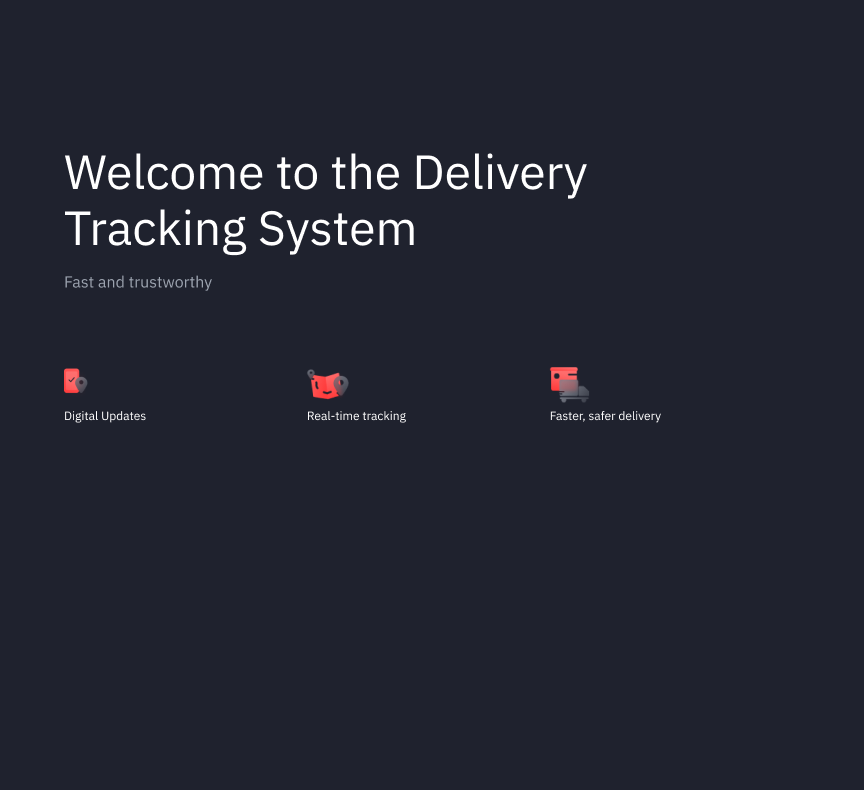 Welcome to the Delivery
Tracking System
Fast and trustworthy
Digital Updates
Real-time tracking
Faster, safer delivery